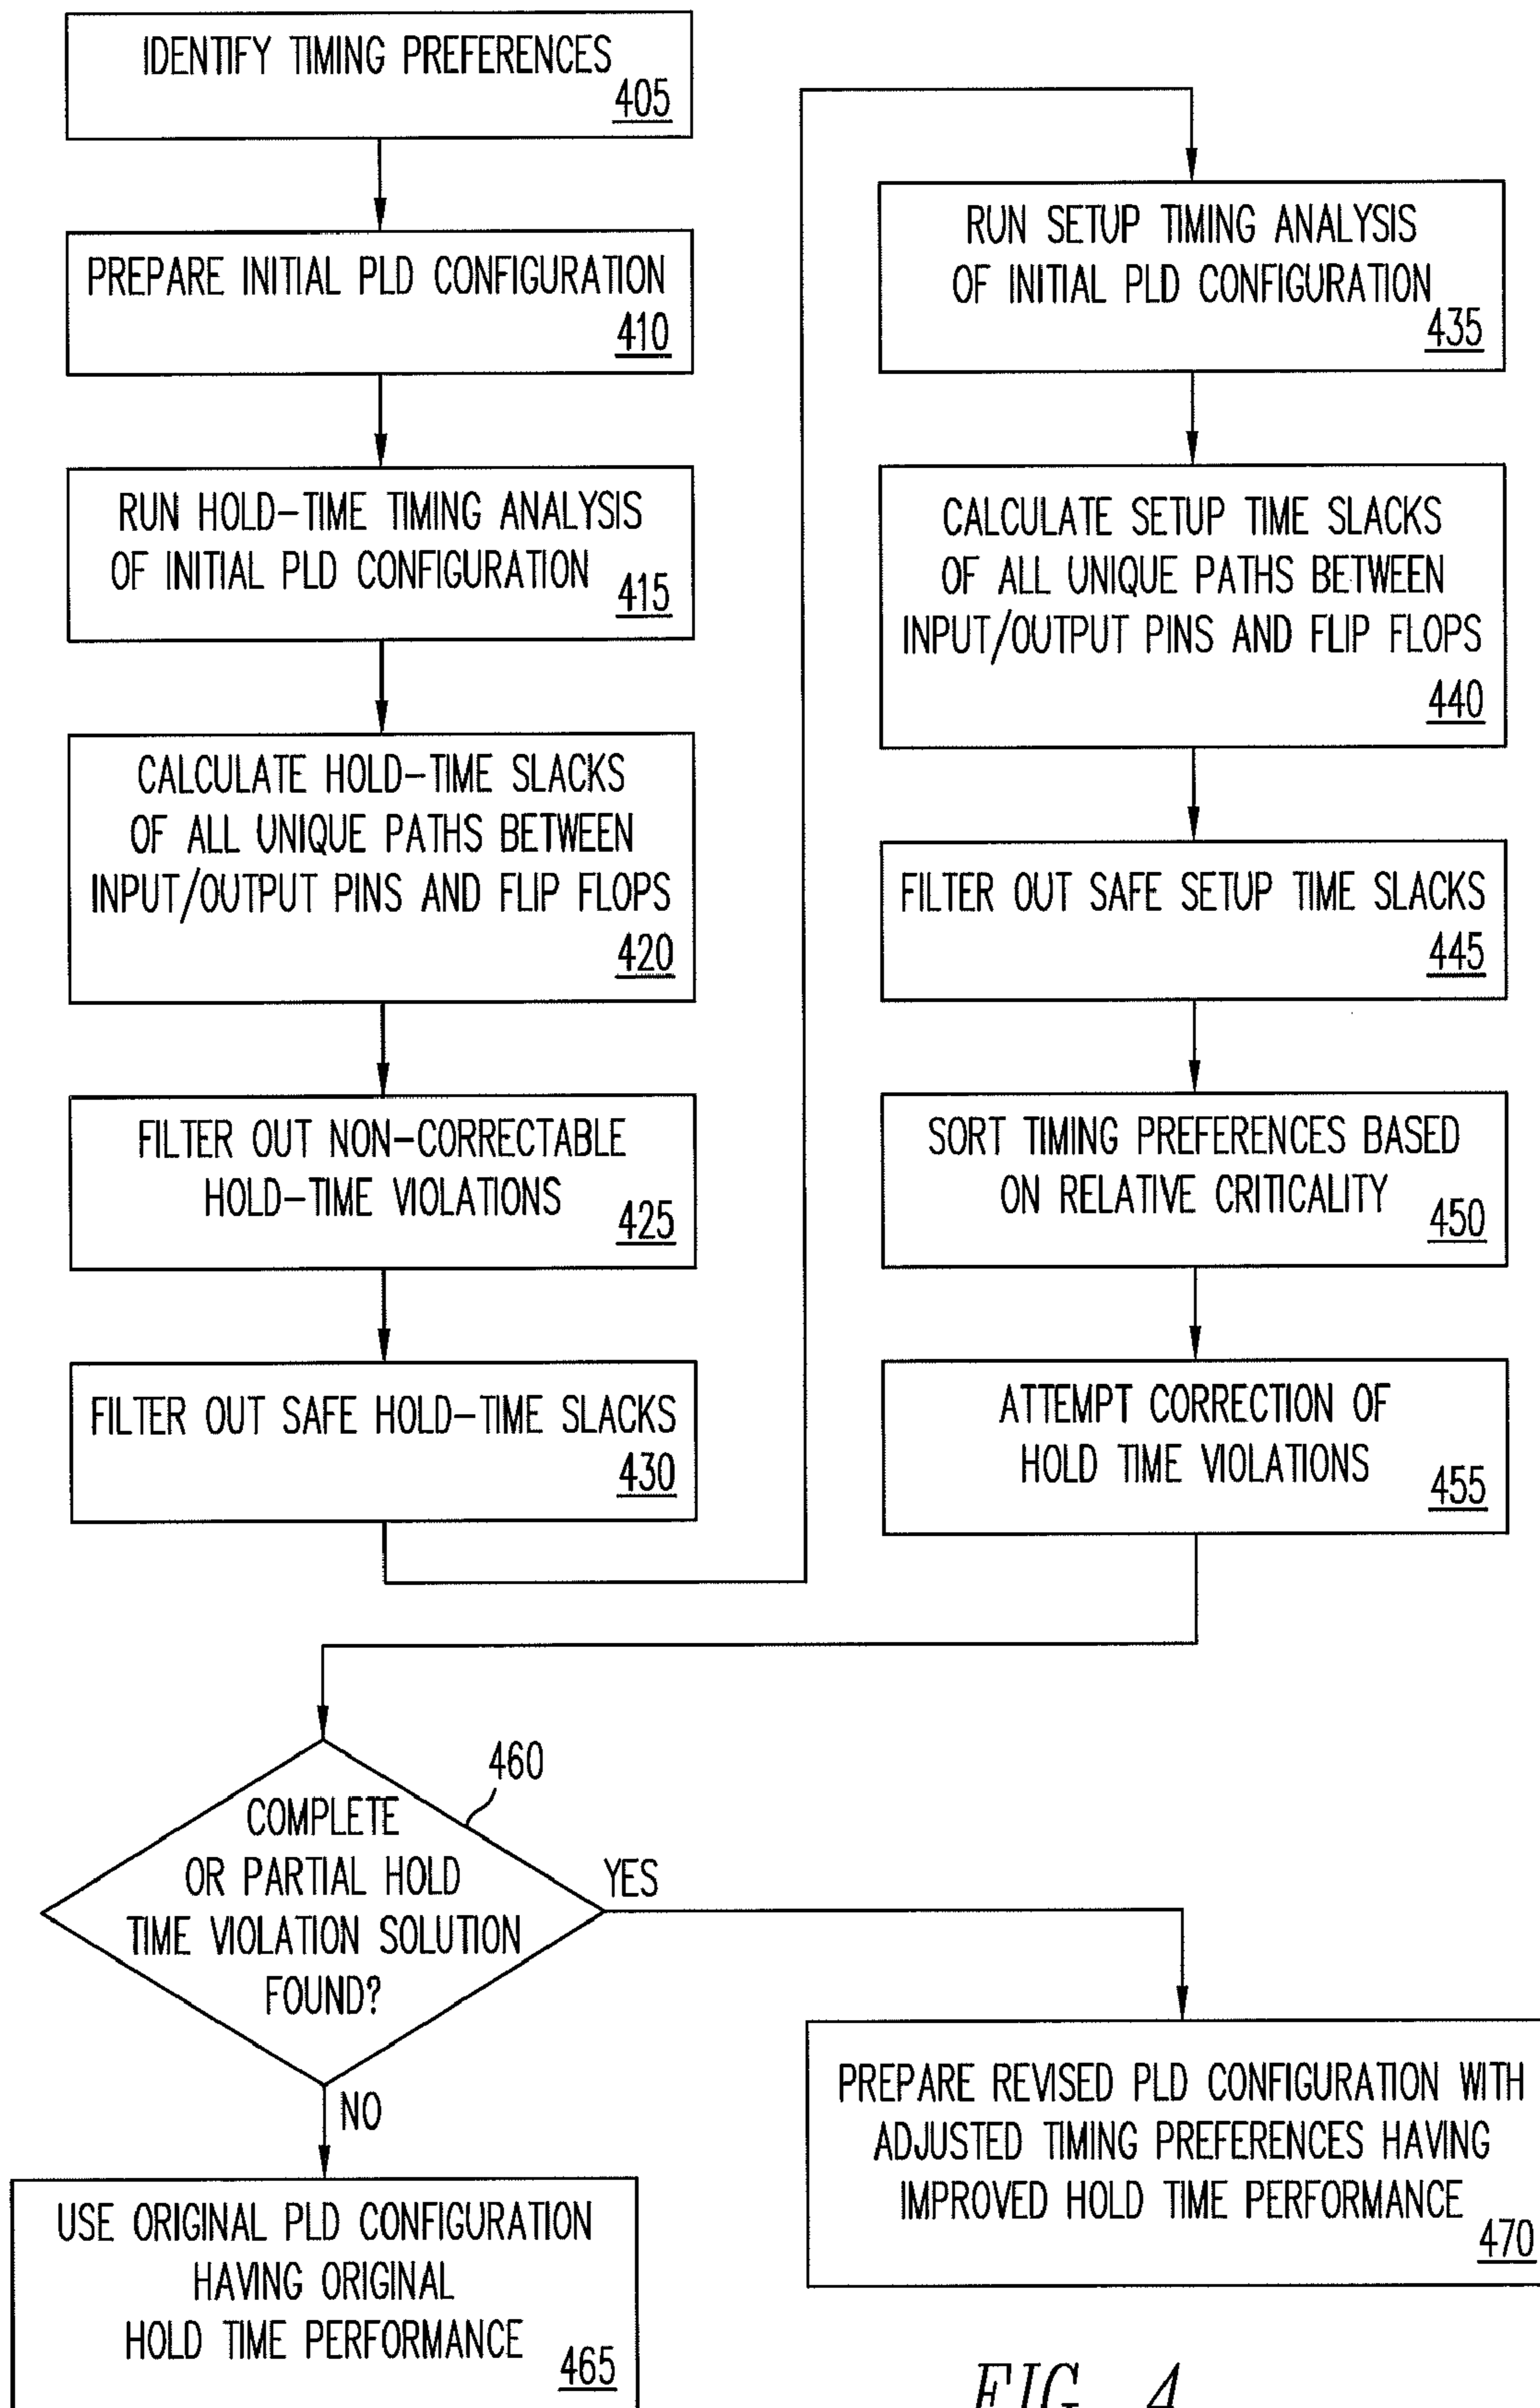 IDENTIFY TIMING PREFERENCES
405
PREPARE INITIAL PLD CONFIGURATION
410
RUN HOLD-TIME TIMING ANALYSIS
OF INITIAL PLD CONFIGURATION
415
CALCULATE HOLD-TIME SLACKS
OF ALL UNIQUE PATHS BETWEEN
INPUT/OUTPUT PINS AND FLIP FLOPS
420
FILTER OUT NON-CORRECTABLE
HOLD-TIME VIOLATIONS
425
FILTER OUT SAFE HOLD-TIME SLACKS
430
RUN SETUP TIMING ANALYSIS
OF INITIAL PLD CONFIGURATION
435
CALCULATE SETUP TIME SLACKS
OF ALL UNIQUE PATHS BETWEEN
INPUT/OUTPUT PINS AND FLIP FLOPS
440
FILTER OUT SAFE SETUP TIME SLACKS
445
SORT TIMING PREFERENCES BASED
ON RELATIVE CRITICALITY
450
ATTEMPT CORRECTION OF
HOLD TIME VIOLATIONS
455
460
COMPLETE
OR PARTIAL HOLD
TIME VIOLATION SOLUTION
FOUND?
YES
NO
USE ORIGINAL PLD CONFIGURATION
HAVING ORIGINAL
HOLD TIME PERFORMANCE
465
PREPARE REVISED PLD CONFIGURATION WITH
ADJUSTED TIMING PREFERENCES HAVING
IMPROVED HOLD TIME PERFORMANCE
470
FIG. 4